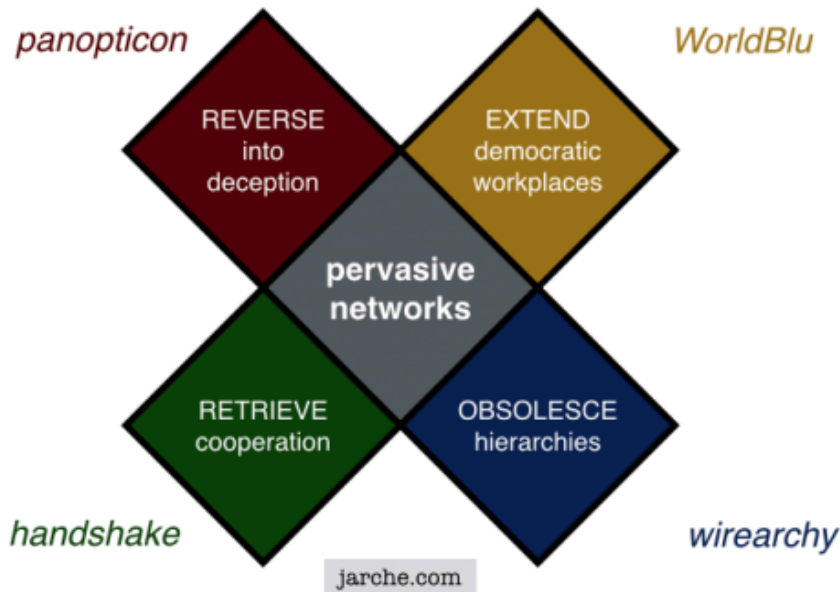 panopticon
WorldBlu
REVERSE
into
deception
EXTEND
democratic
workplaces
pervasive
networks
RETRIEVE
cooperation
OBSOLESCE
hierarchies
handshake
wirearchy
jarche.com